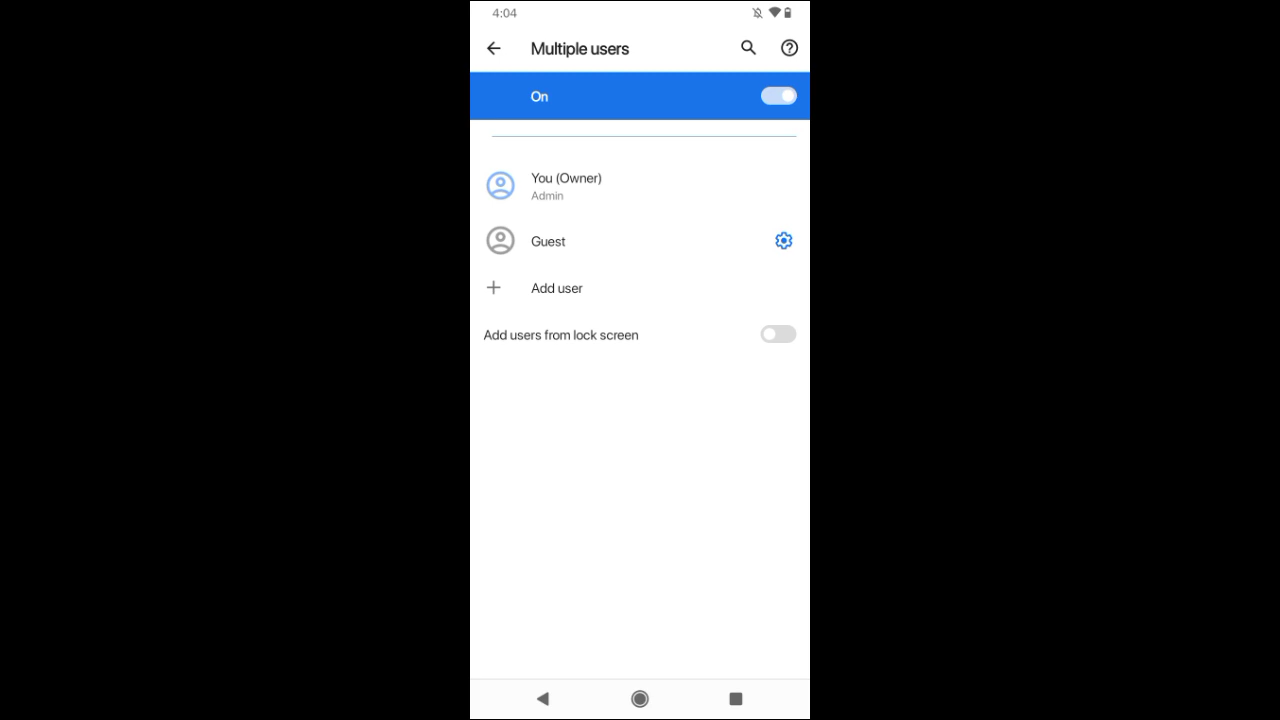 4:04
Multiple users
On
You (Owner)
Admin
Guest
Add user
Add users from lock screen